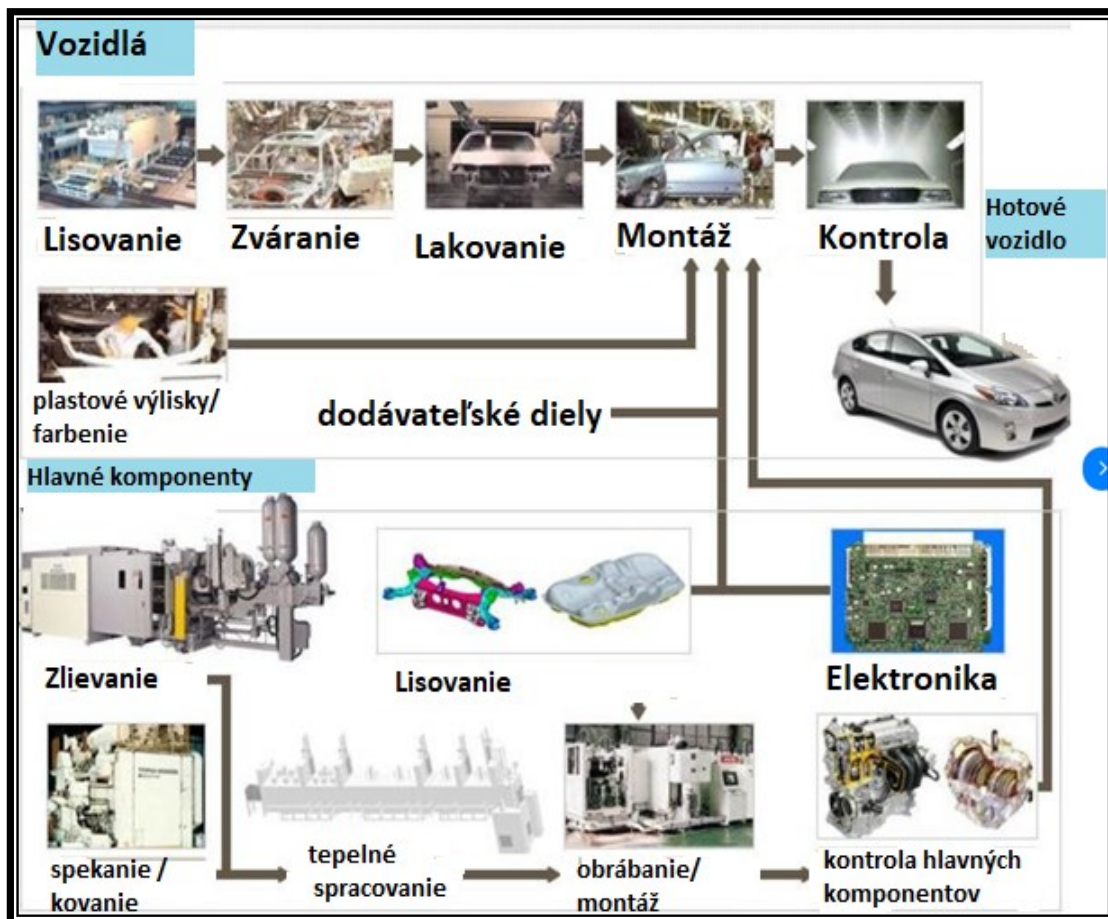 Vozidlá
Lisovanie
Zváranie
Lakovanie
Montáž
Kontrola
Hotové
vozidlo
plastové výlisky/
farbenie
dodávateľské diely
Hlavné komponenty
Zlievanie
Lisovanie
Elektronika
spekanie /
kovanie
tepelné
spracovanie
obrábanie/
montáž
kontrola hlavných
komponentov